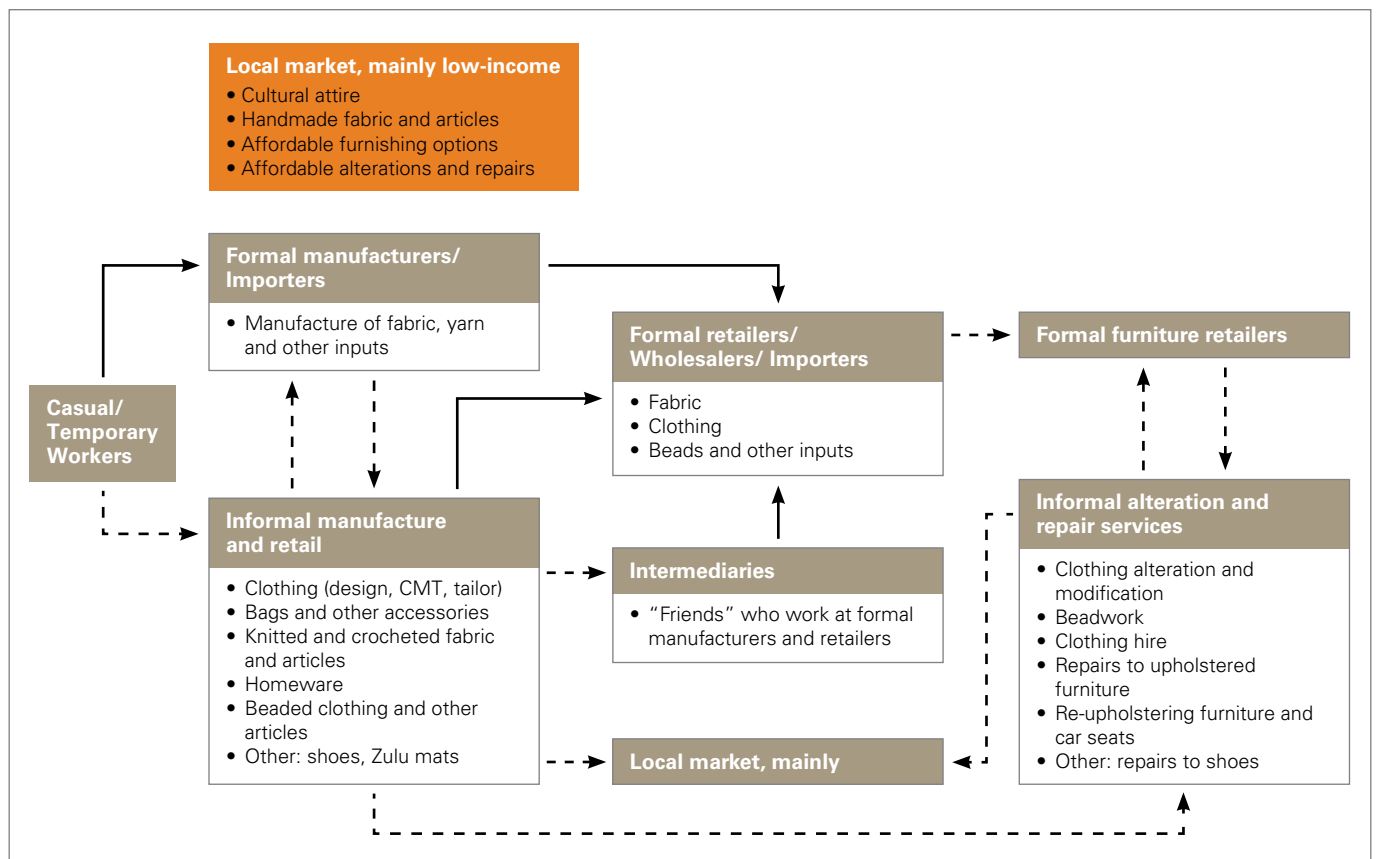 Local market, mainly low-income
• Cultural attire
• Handmade fabric and articles
• Affordable furnishing options
• Affordable alterations and repairs
Formal manufacturers/
Importers
• Manufacture of fabric, yarn
and other inputs
Casual/
Temporary
Workers
Informal manufacture
and retail
• Clothing (design, CMT, tailor)
• Bags and other accessories
• Knitted and crocheted fabric
and articles
• Homeware
• Beaded clothing and other
articles
• Other: shoes, Zulu mats
Formal retailers/
Wholesalers/ Importers
• Fabric
• Clothing
• Beads and other inputs
Intermediaries
• “Friends” who work at formal
manufacturers and retailers
Local market, mainly
Formal furniture retailers
Informal alteration and
repair services
• Clothing alteration and
modification
• Beadwork
• Clothing hire
• Repairs to upholstered
furniture
• Re-upholstering furniture and
car seats
• Other: repairs to shoes